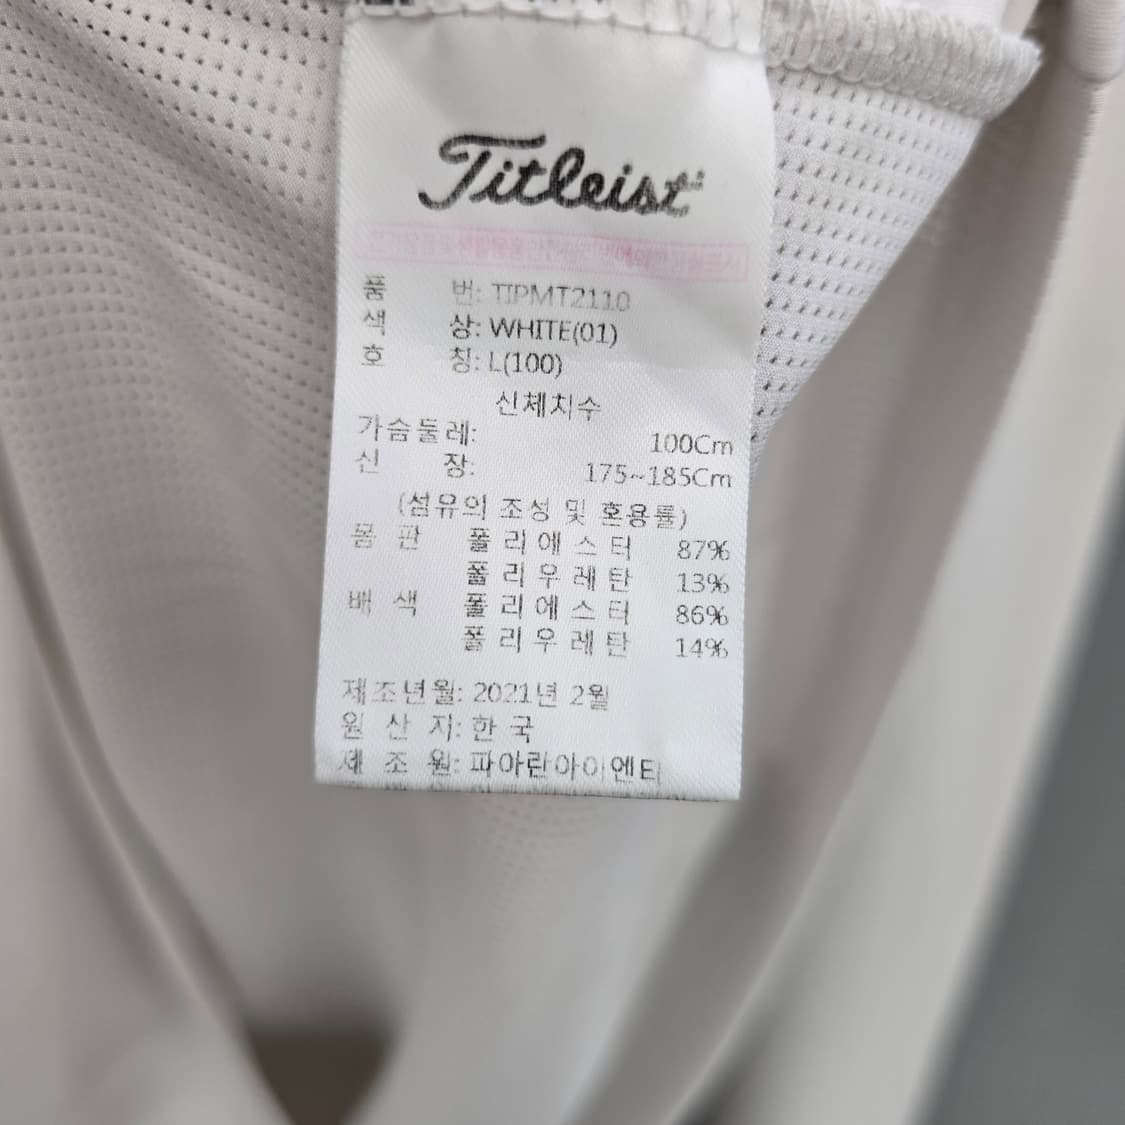 Titleist
품 번: TIPMT2110
색 상: WHITE(01)
호 칭: L(100)
신체치수
가슴둘레: 100Cm
신 장: 175~185Cm
(섬유의 조성 및 혼용률)
몸 판 폴리에스터 87%
폴리우레탄 13%
배 색 폴리에스터 86%
폴리우레탄 14%
제조년월: 2021년 2월
원 산 지: 한 국
제 조 원: 파아란아이엔티